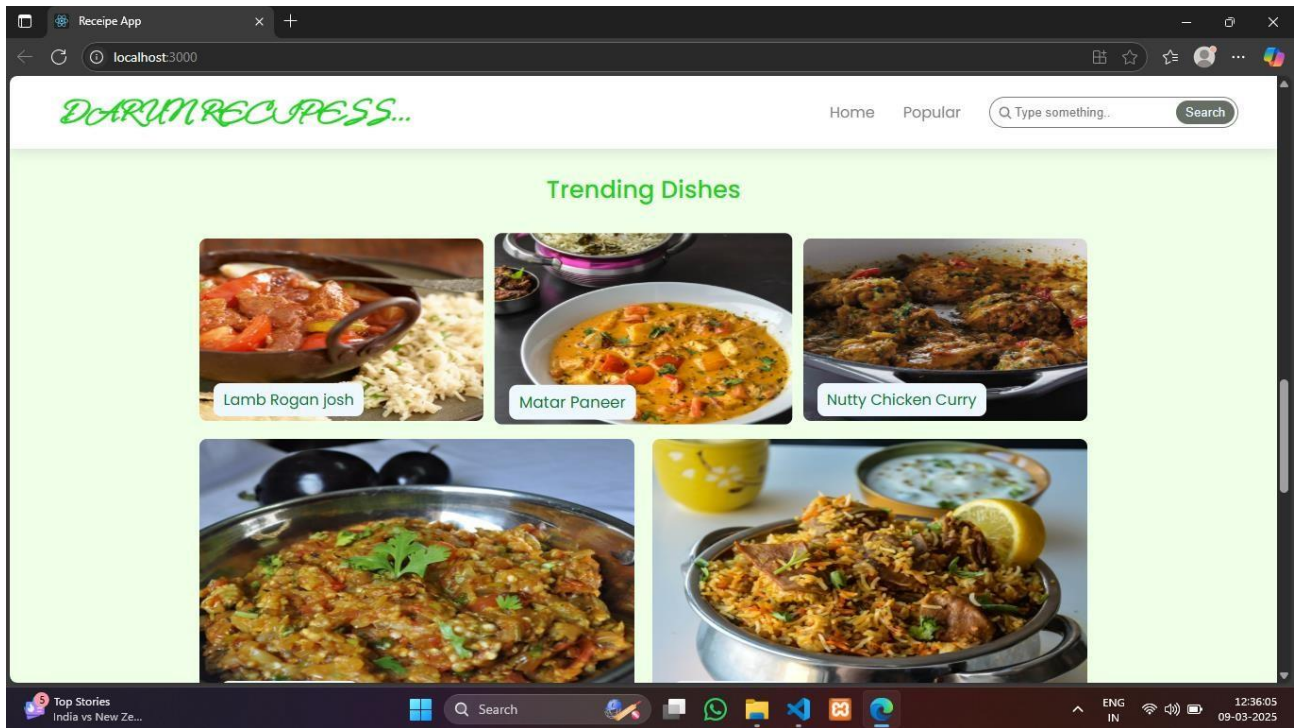 Receipe App
localhost:3000
DARUN RECIPESS...
Home Popular Type something.. Search
Trending Dishes
Lamb Rogan josh
Matar Paneer
Nutty Chicken Curry
5
Top Stories
India vs New Ze...
Search
ENG
IN
12:36:05
09-03-2025